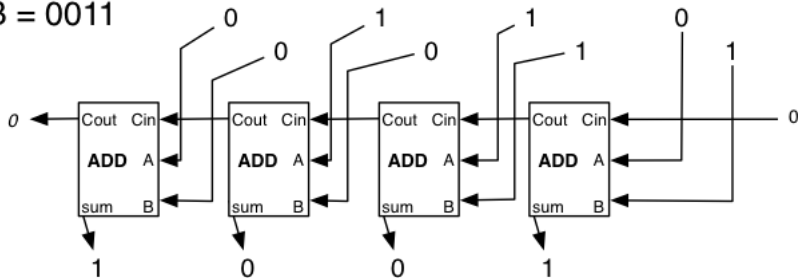 3 = 0011
0 1 1 0
0 0 1 1
0 Cout Cin Cout Cin Cout Cin Cout Cin 0
ADD A ADD A ADD A ADD A
sum B sum B sum B sum B
1 0 0 1